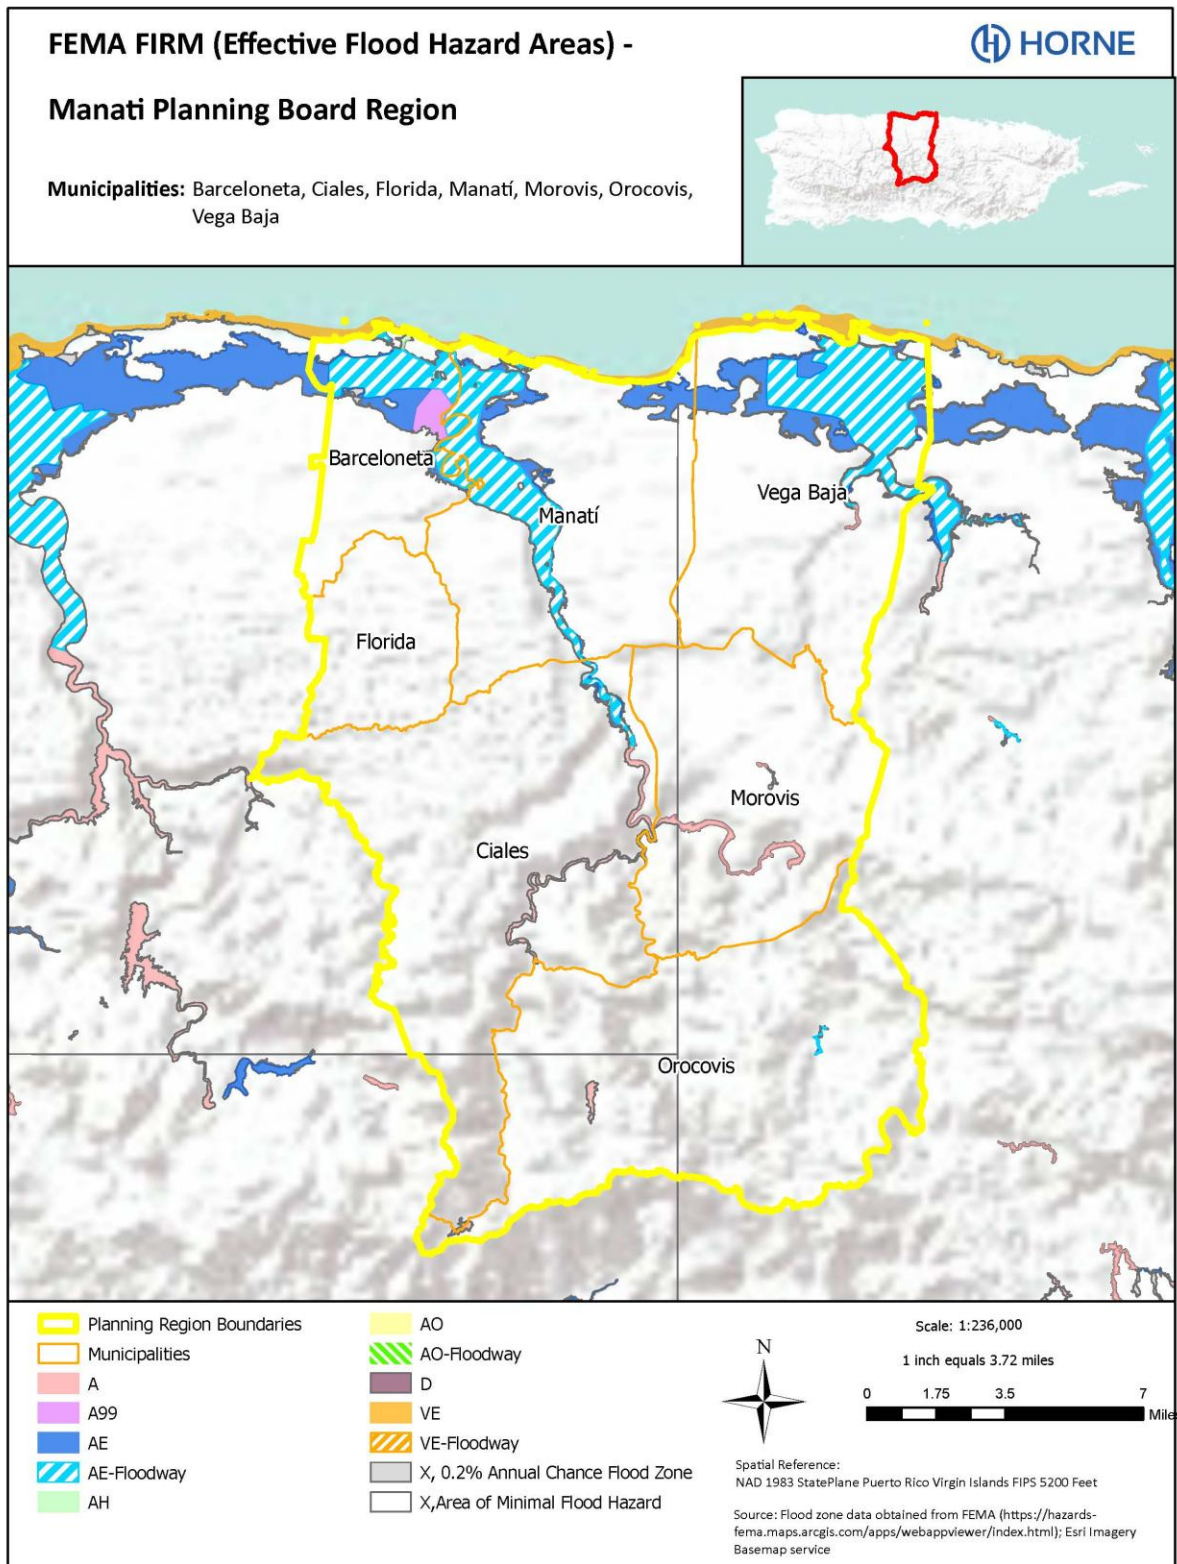 FEMA FIRM (Effective Flood Hazard Areas) -
Manati Planning Board Region
HORNE
Municipalities: Barceloneta, Ciales, Florida, Manatí, Morovis, Orocovis,
Vega Baja
Barceloneta
Vega Baja
Manatí
Florida
Morovis
Ciales
Orocovis
Planning Region Boundaries
Municipalities
A
A99
AE
AE-Floodway
AH
AO
AO-Floodway
D
VE
VE-Floodway
X, 0.2% Annual Chance Flood Zone
X,Area of Minimal Flood Hazard
N
Scale: 1:236,000
1 inch equals 3.72 miles
0 1.75 3.5 7
Miles
Spatial Reference:
NAD 1983 StatePlane Puerto Rico Virgin Islands FIPS 5200 Feet
Source: Flood zone data obtained from FEMA (https://hazards-
fema.maps.arcgis.com/apps/webappviewer/index.html); Esri Imagery
Basemap service